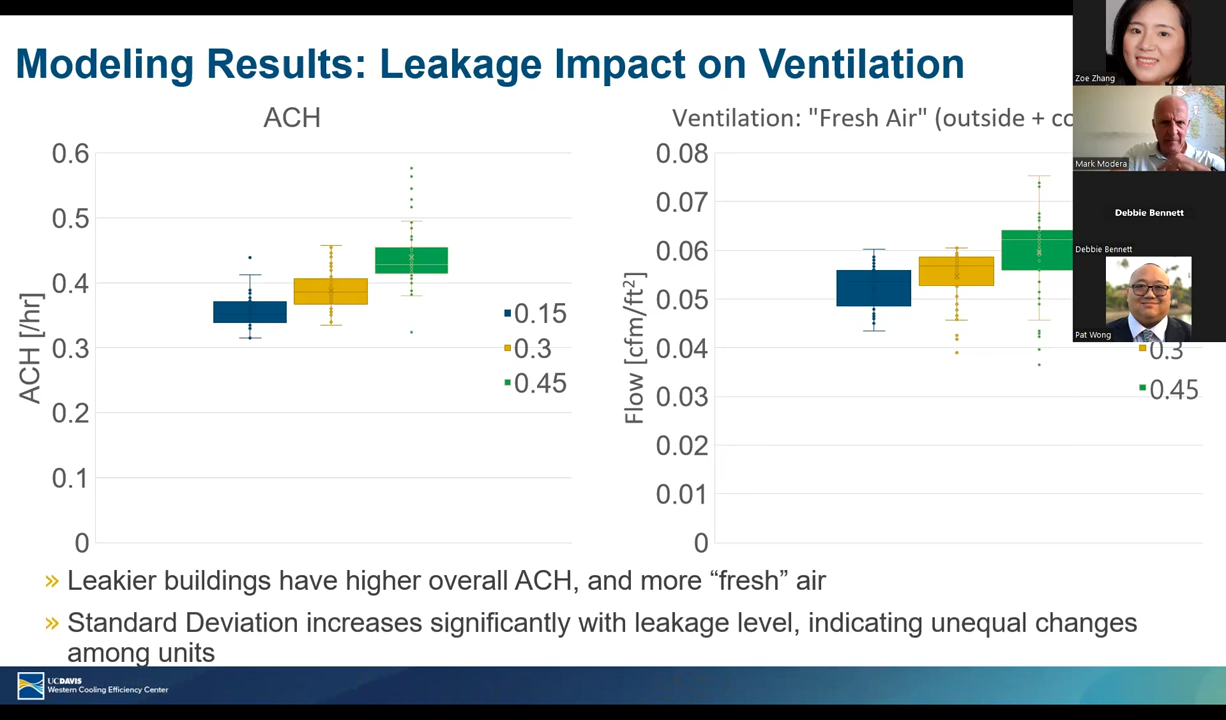 Modeling Results: Leakage Impact on Ventilation
ACH
0.6
0.5
0.4
0.3
0.2
0.1
0
ACH [/hr]
0.15
0.3
0.45
Ventilation: "Fresh Air" (outside +
0.08
0.07
0.06
0.05
0.04
0.03
0.02
0.01
0
Flow [cfm/ft²]
0.3
0.45
Zoe Zhang
Mark Modera
Debbie Bennett
Debbie Bennett
Pat Wong
» Leakier buildings have higher overall ACH, and more “fresh” air
» Standard Deviation increases significantly with leakage level, indicating unequal changes
among units
UCDAVIS
Western Cooling Efficiency Center